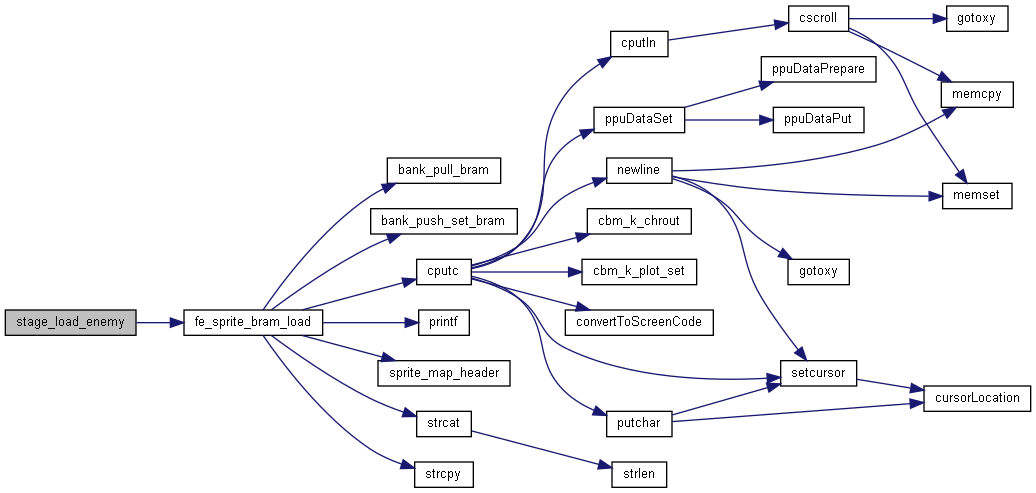 stage_load_enemy
fe_sprite_bram_load
bank_pull_bram
bank_push_set_bram
cputc
printf
sprite_map_header
strcat
strcpy
cputln
ppuDataSet
newline
cbm_k_chrout
cbm_k_plot_set
convertToScreenCode
putchar
strlen
cscroll
ppuDataPrepare
ppuDataPut
gotoxy
setcursor
gotoxy
memcpy
memset
cursorLocation